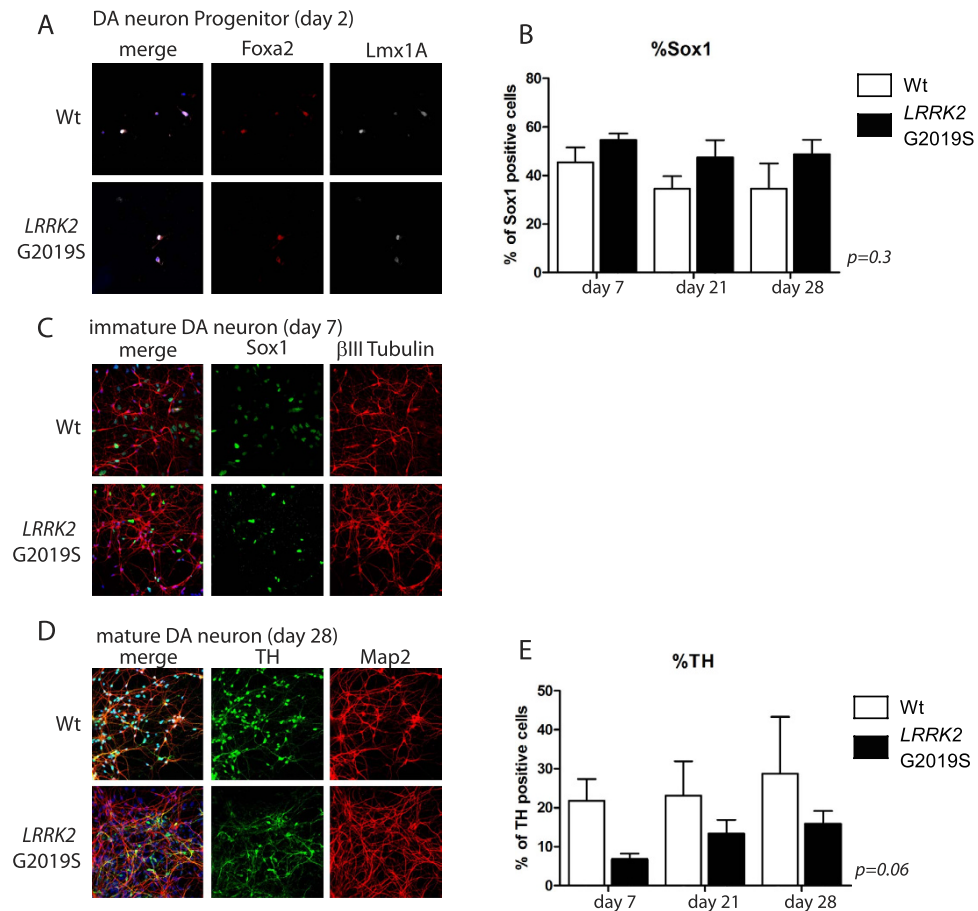 A
DA neuron Progenitor (day 2)
merge Foxa2 Lmx1A
Wt
LRRK2
G2019S
B
%Sox1
% of Sox1 positive cells
80
60
40
20
0
day 7 day 21 day 28
Wt
LRRK2
G2019S
p=0.3
C
immature DA neuron (day 7)
merge Sox1 βIII Tubulin
Wt
LRRK2
G2019S
D
mature DA neuron (day 28)
merge TH Map2
Wt
LRRK2
G2019S
E
%TH
% of TH positive cells
50
40
30
20
10
0
day 7 day 21 day 28
Wt
LRRK2
G2019S
p=0.06